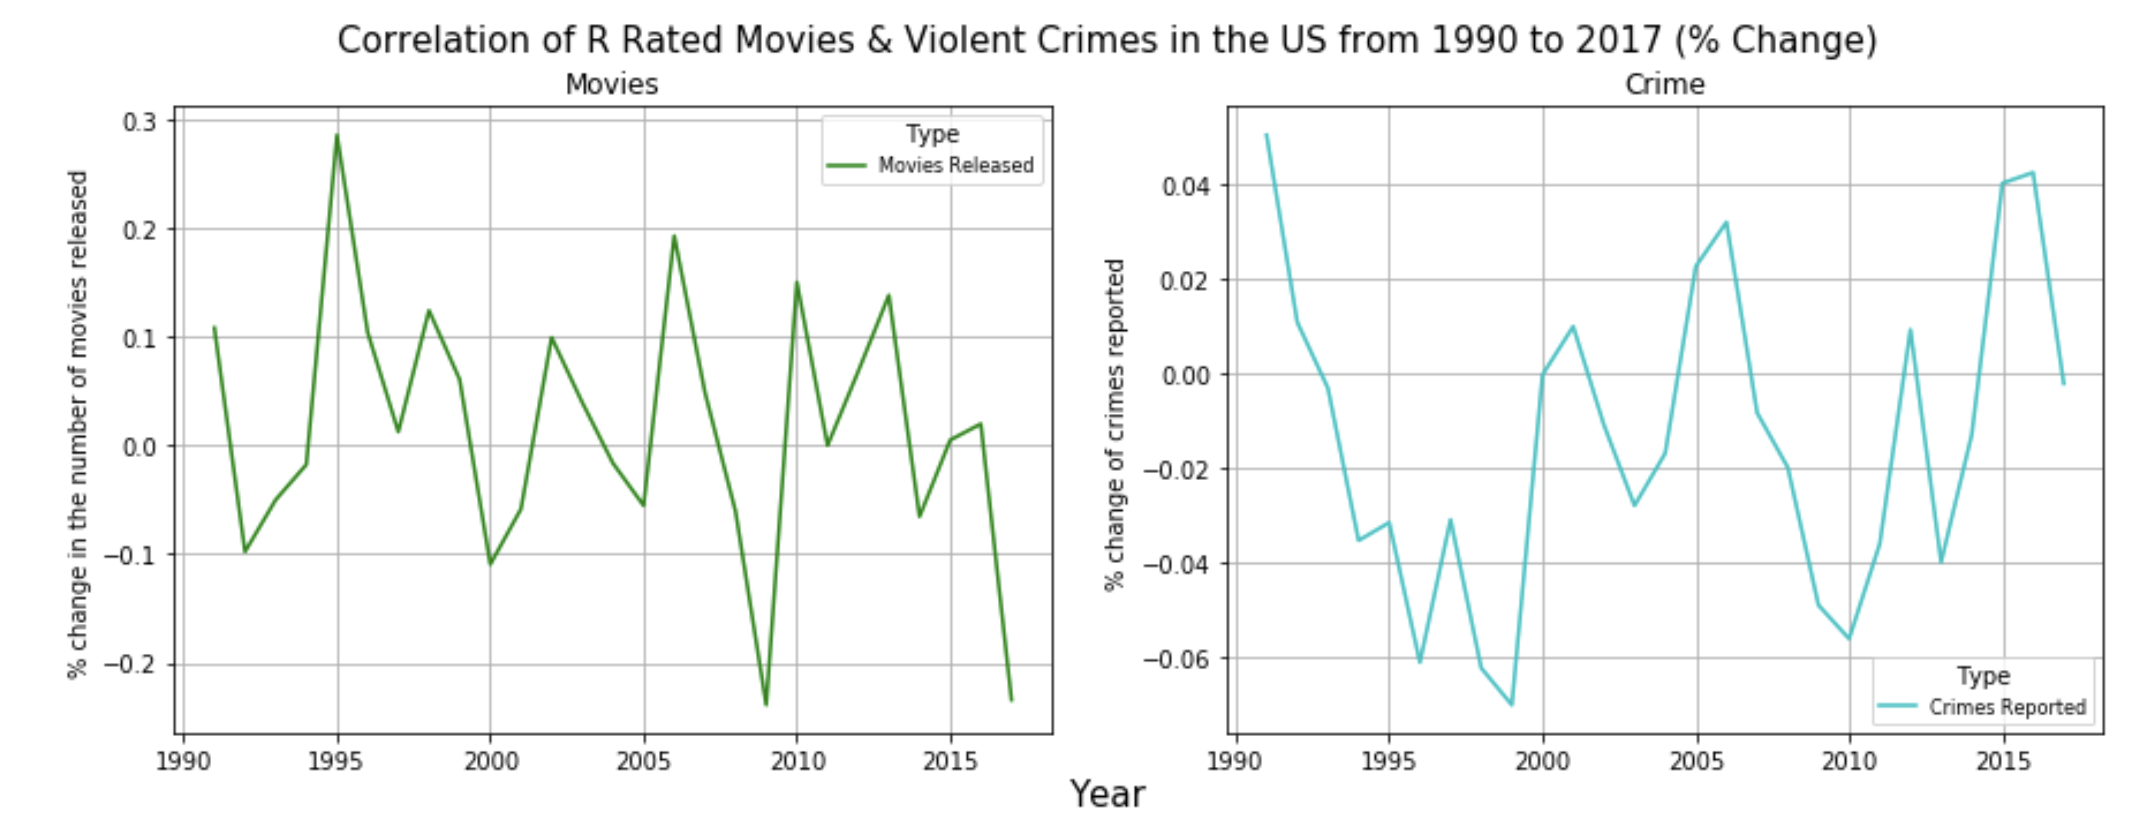 Correlation of R Rated Movies & Violent Crimes in the US from 1990 to 2017 (% Change)
Movies
% change in the number of movies released
0.3
0.2
0.1
0.0
−0.1
−0.2
Type
Movies Released
1990 1995 2000 2005 2010 2015
Crime
% change of crimes reported
0.04
0.02
0.00
−0.02
−0.04
−0.06
Type
Crimes Reported
1990 1995 2000 2005 2010 2015
Year